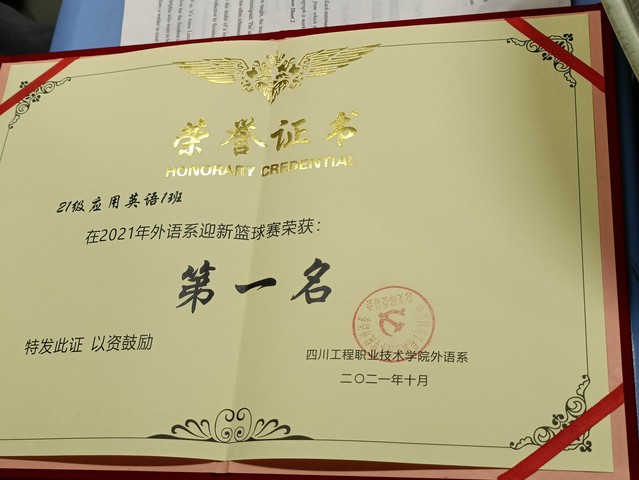 荣誉证书
HONORARY CREDENTIAL
21级应用英语1班
在2021年外语系迎新篮球赛荣获：
第一名
特发此证 以资鼓励
四川工程职业技术学院外语系
二〇二一年十月